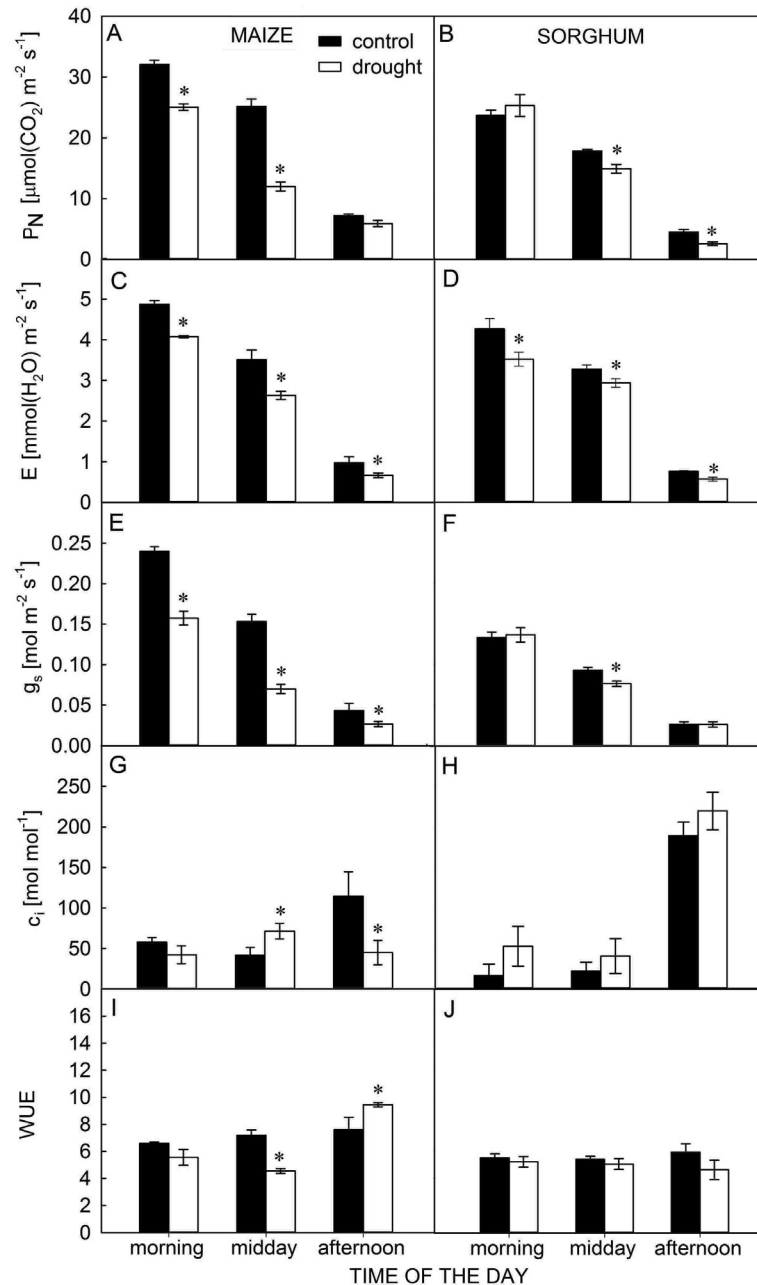 A MAIZE
control
drought
B SORGHUM
40
30
20
10
0
P_N [μmol(CO₂) m⁻² s⁻¹]
* *
* *
C D
5
4
3
2
1
0
E [mmol(H₂O) m⁻² s⁻¹]
* * * * * *
E F
0.25
0.20
0.15
0.10
0.05
0.00
gₛ [mol m⁻² s⁻¹]
* * * *
G H
250
200
150
100
50
0
cᵢ [mol mol⁻¹]
* *
I J
16
14
12
10
8
6
4
2
0
WUE
* *
morning midday afternoon morning midday afternoon
TIME OF THE DAY